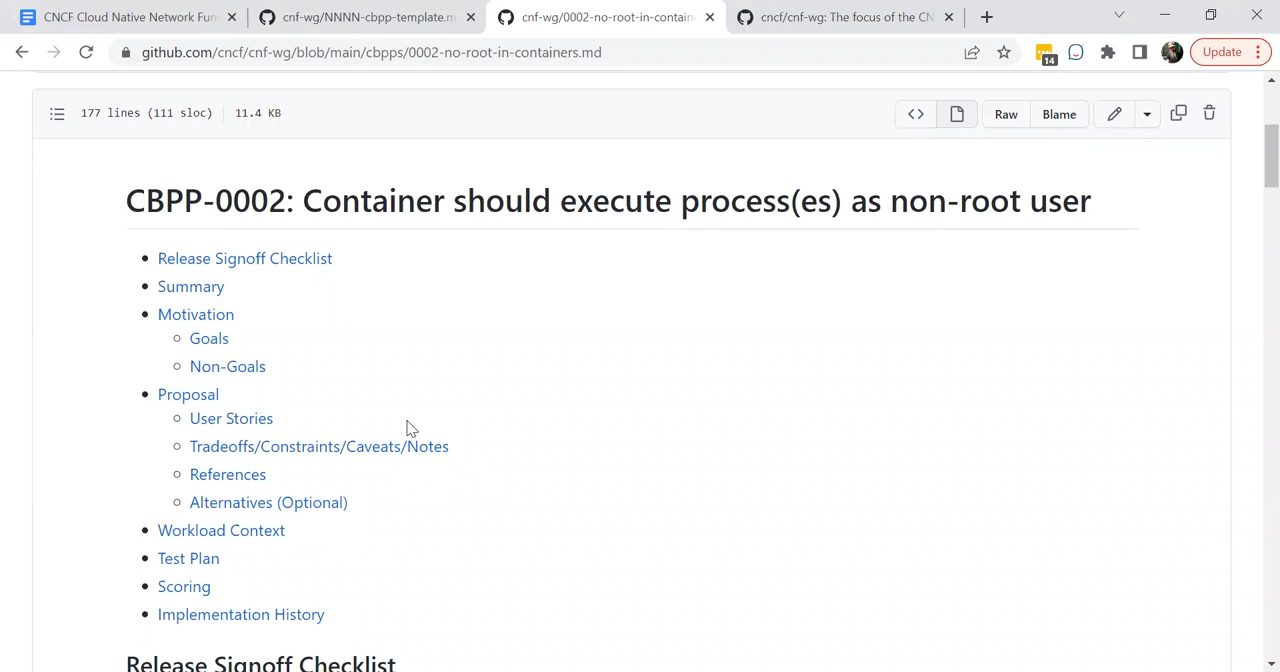 CNCF Cloud Native Network Fun
cnf-wg/NNNN-cbpp-template.m
cnf-wg/0002-no-root-in-contain
cncf/cnf-wg: The focus of the CN
github.com/cncf/cnf-wg/blob/main/cbpps/0002-no-root-in-containers.md
14
Update
177 lines (111 sloc) 11.4 KB
Raw
Blame
CBPP-0002: Container should execute process(es) as non-root user
Release Signoff Checklist
Summary
Motivation
Goals
Non-Goals
Proposal
User Stories
Tradeoffs/Constraints/Caveats/Notes
References
Alternatives (Optional)
Workload Context
Test Plan
Scoring
Implementation History
Release Signoff Checklist